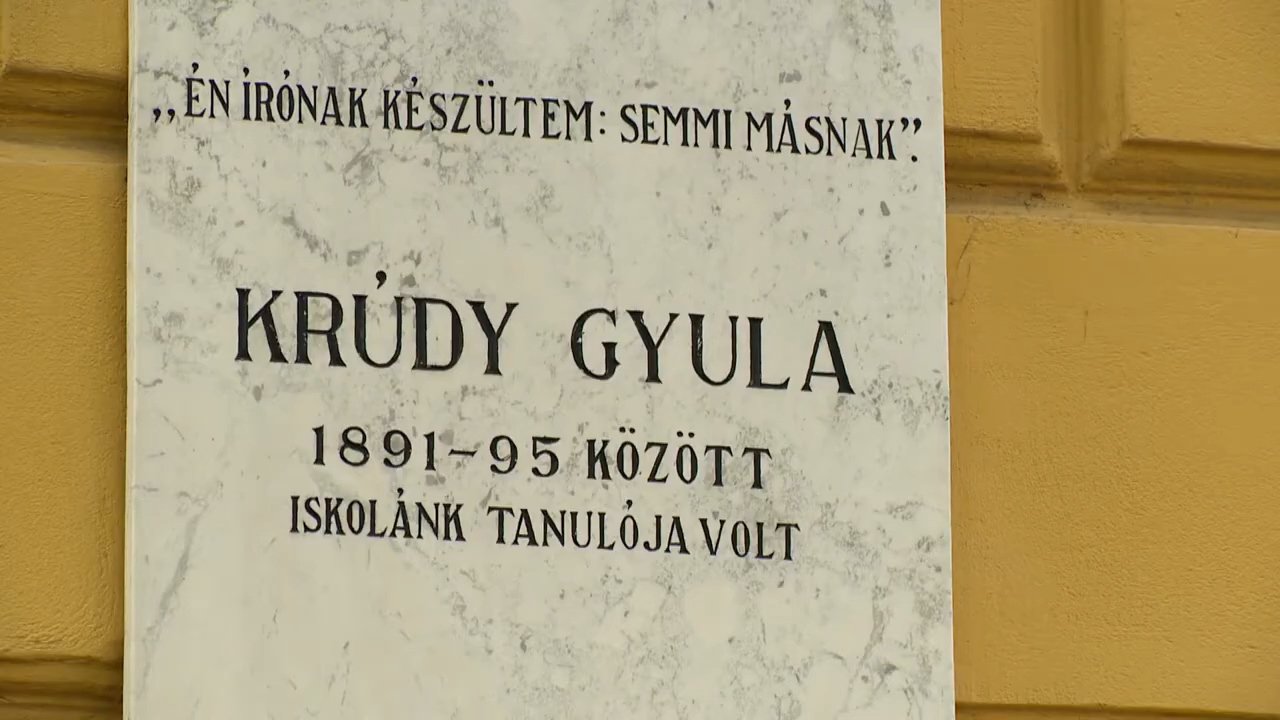 „ÉN ÍRÓNAK KÉSZÜLTEM: SEMMI MÁSNAK”.
KRÚDY GYULA
1891-95 KÖZÖTT
ISKOLÁNK TANULÓJA VOLT